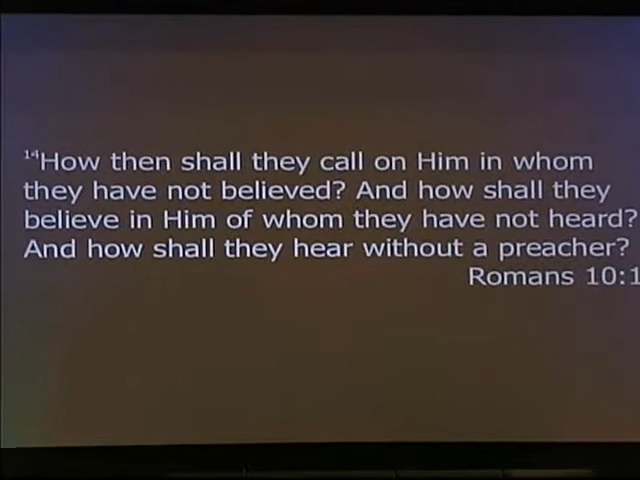 ¹⁴How then shall they call on Him in whom
they have not believed? And how shall they
believe in Him of whom they have not heard?
And how shall they hear without a preacher?
Romans 10:1